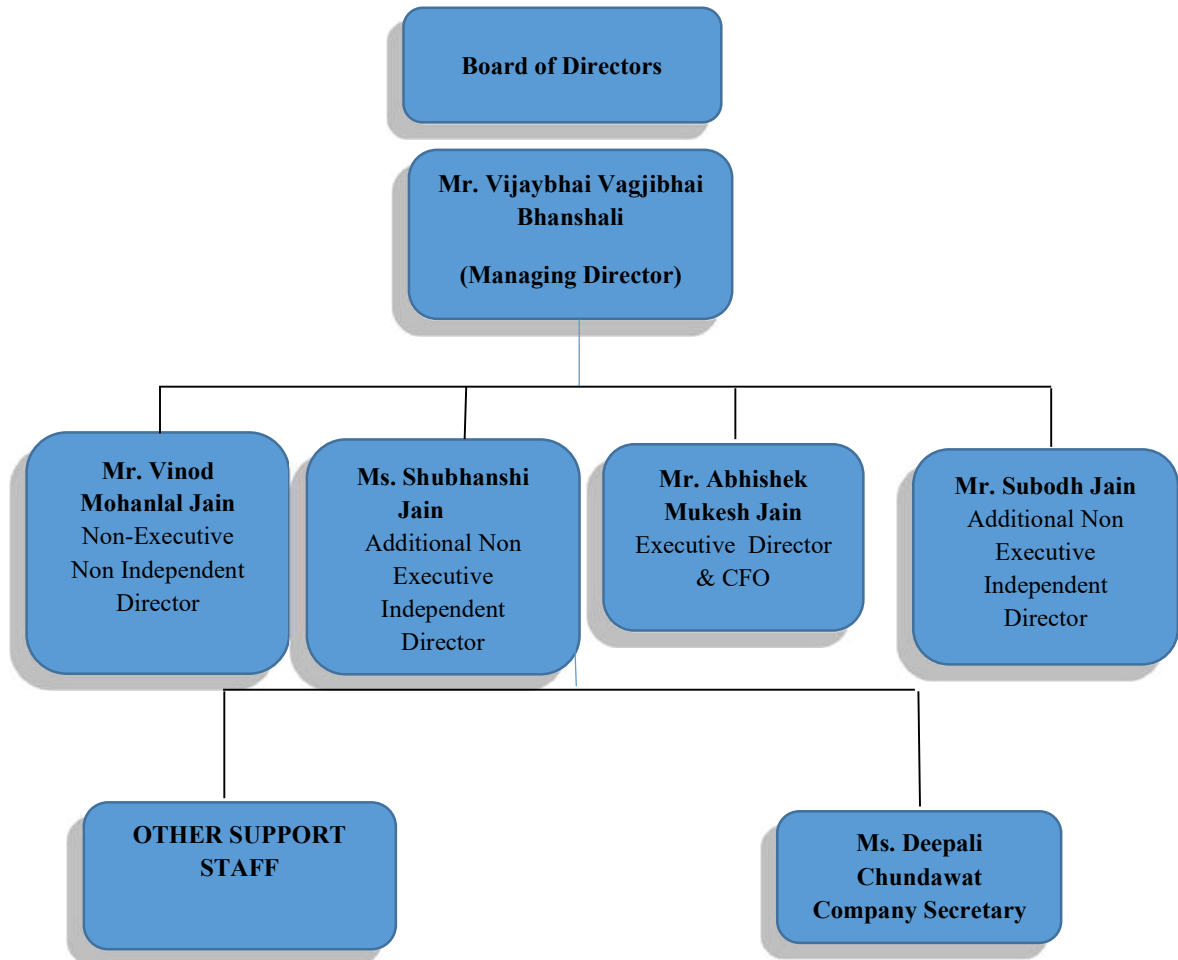 Board of Directors
Mr. Vijaybhai Vagjibhai
Bhanshali
(Managing Director)
Mr. Vinod
Mohanlal Jain
Non-Executive
Non Independent
Director
Ms. Shubhanshi
Jain
Additional Non
Executive
Independent
Director
Mr. Abhishek
Mukesh Jain
Executive Director
& CFO
Mr. Subodh Jain
Additional Non
Executive
Independent
Director
OTHER SUPPORT
STAFF
Ms. Deepali
Chundawat
Company Secretary